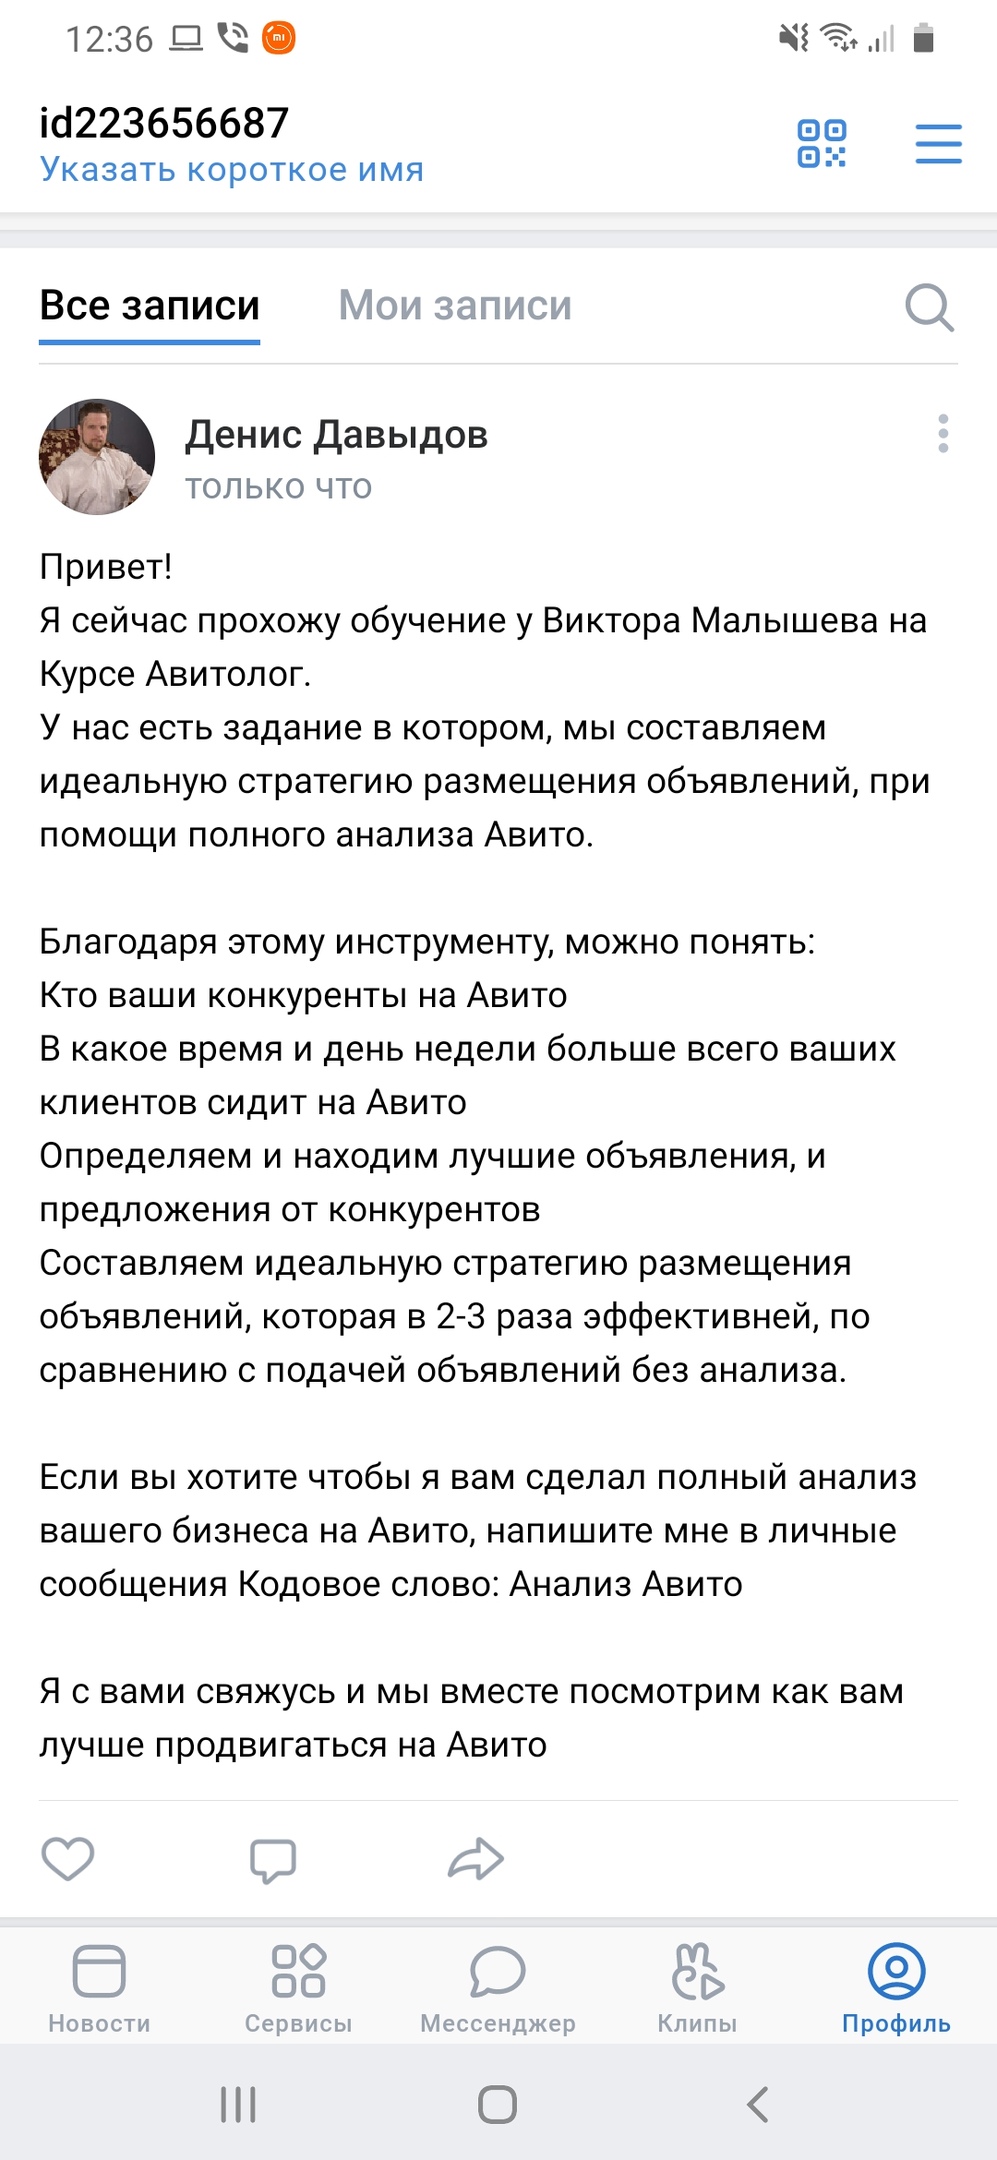 12:36
id223656687
Указать короткое имя
Все записи
Мои записи
Денис Давыдов
только что
Привет!
Я сейчас прохожу обучение у Виктора Малышева на
Курсе Авитолог.
У нас есть задание в котором, мы составляем
идеальную стратегию размещения объявлений, при
помощи полного анализа Авито.
Благодаря этому инструменту, можно понять:
Кто ваши конкуренты на Авито
В какое время и день недели больше всего ваших
клиентов сидит на Авито
Определяем и находим лучшие объявления, и
предложения от конкурентов
Составляем идеальную стратегию размещения
объявлений, которая в 2-3 раза эффективней, по
сравнению с подачей объявлений без анализа.
Если вы хотите чтобы я вам сделал полный анализ
вашего бизнеса на Авито, напишите мне в личные
сообщения Кодовое слово: Анализ Авито
Я с вами свяжусь и мы вместе посмотрим как вам
лучше продвигаться на Авито
Новости
Сервисы
Мессенджер
Клипы
Профиль